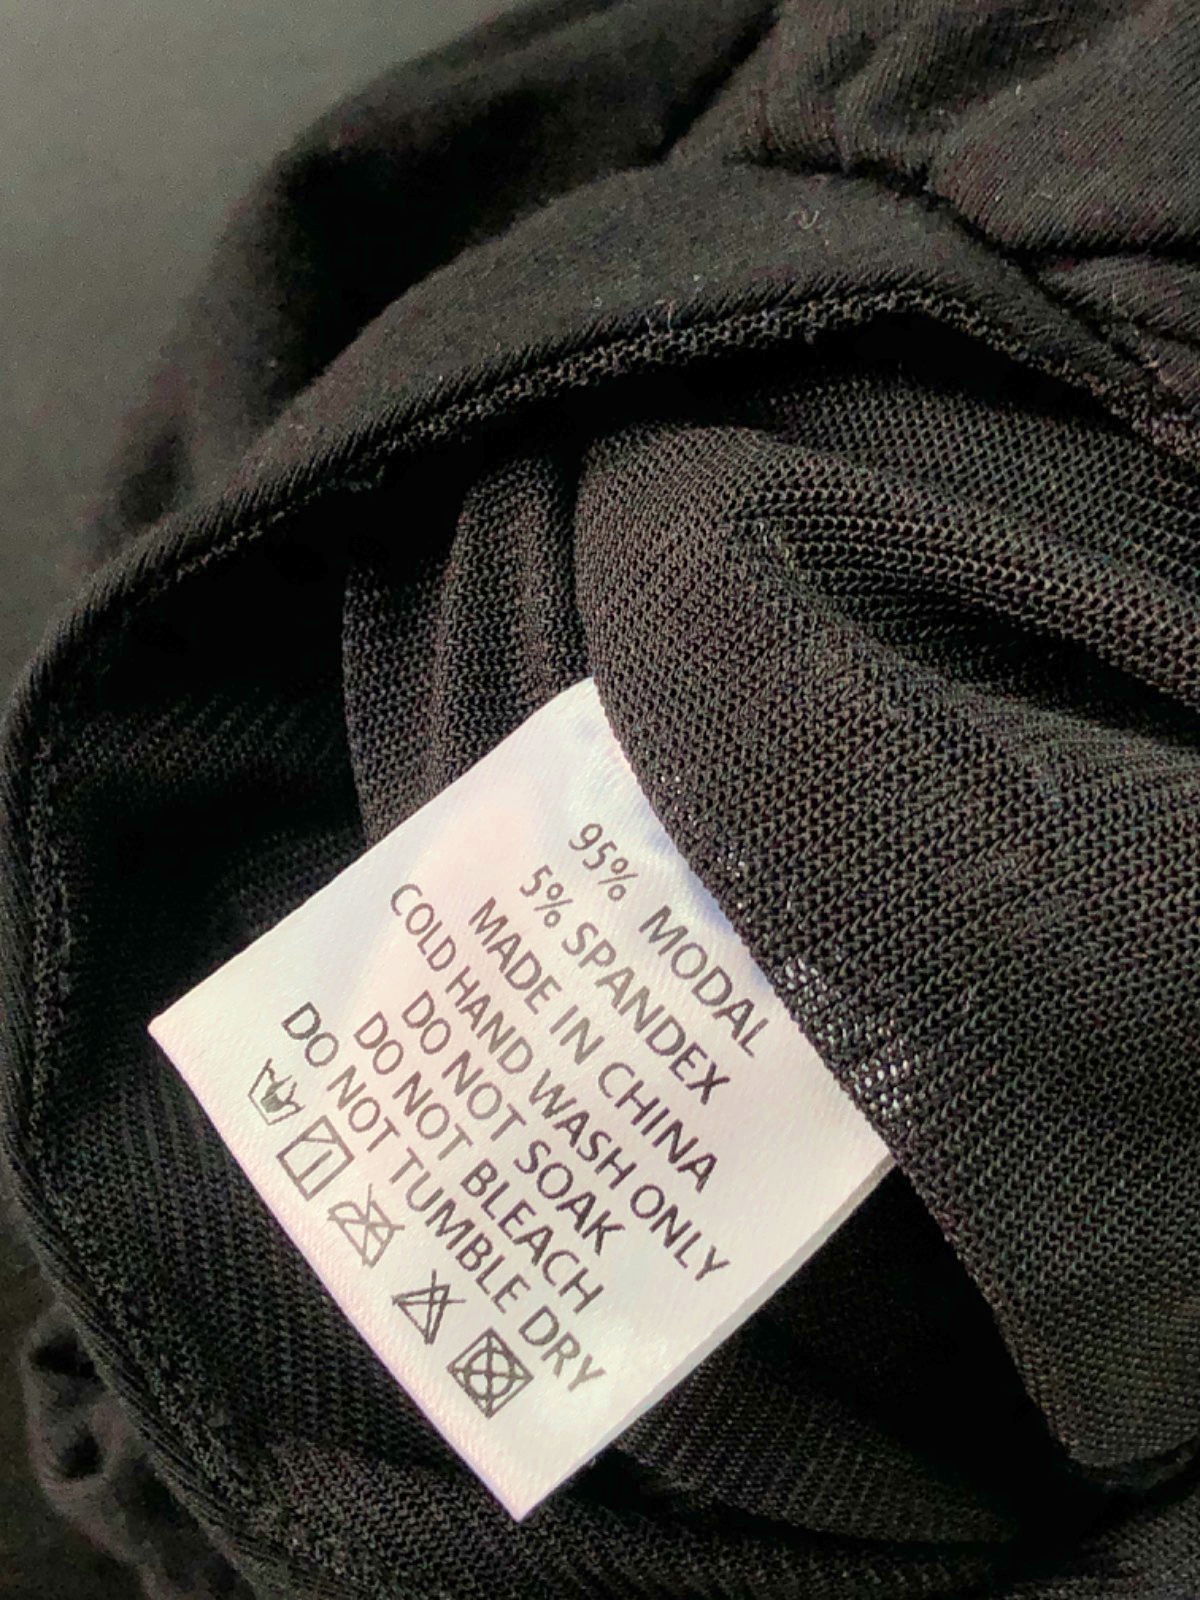 95% MODAL
5% SPANDEX
MADE IN CHINA
COLD HAND WASH ONLY
DO NOT SOAK
DO NOT BLEACH
DO NOT TUMBLE DRY